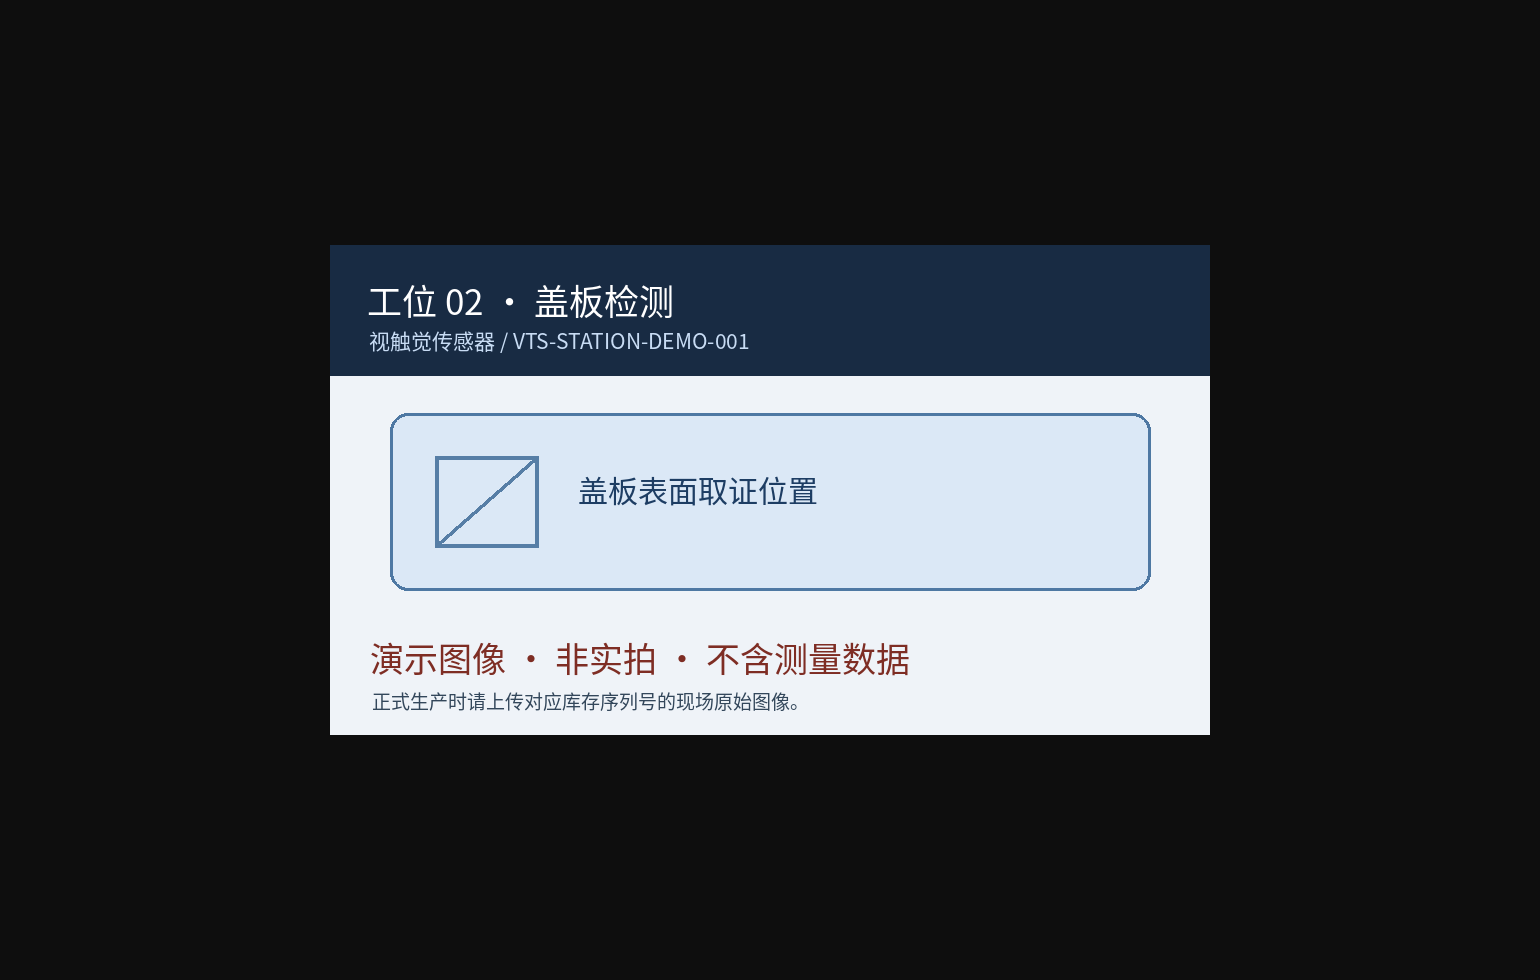 工位 02 · 盖板检测
视触觉传感器 / VTS-STATION-DEMO-001
盖板表面取证位置
演示图像 · 非实拍 · 不含测量数据
正式生产时请上传对应库存序列号的现场原始图像。